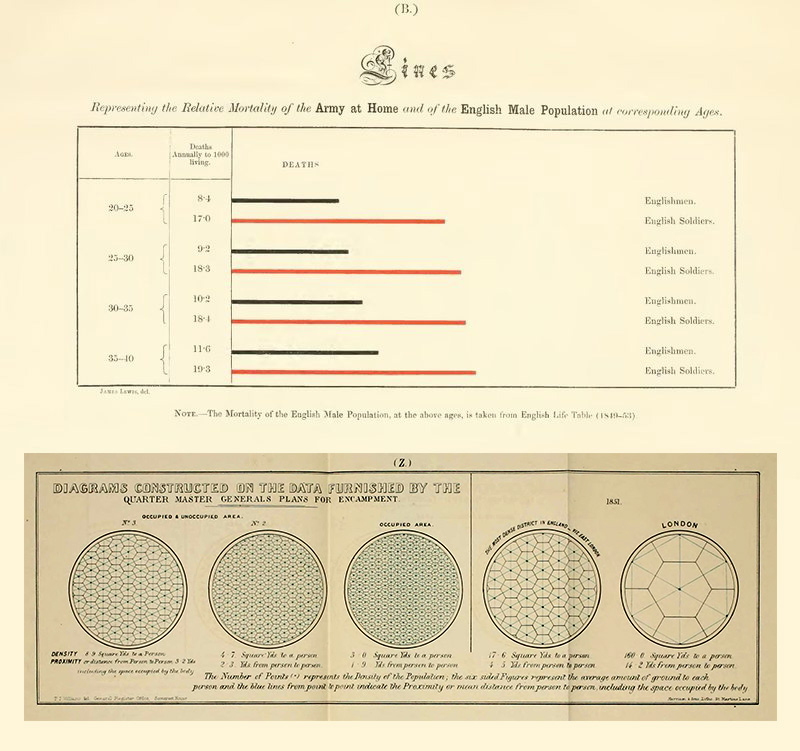 (B.)
Lines
Representing the Relative Mortality of the Army at Home and of the English Male Population at corresponding Ages.
AGES.
Deaths
Annually to 1000
living.
DEATHS
20–25
8·4
Englishmen.
17·0
English Soldiers.
25–30
9·2
Englishmen.
18·3
English Soldiers.
30–35
10·2
Englishmen.
18·4
English Soldiers.
35–40
11·6
Englishmen.
19·3
English Soldiers.
JAMES LEWIS, del.
NOTE.—The Mortality of the English Male Population, at the above ages, is taken from English Life Table (1849–53)
(Z.)
DIAGRAMS CONSTRUCTED ON THE DATA FURNISHED BY THE
QUARTER MASTER GENERALS PLANS FOR ENCAMPMENT.
1851.
OCCUPIED & UNOCCUPIED AREA.
Nº 3
Nº 2
OCCUPIED AREA.
THE MOST DENSE DISTRICT IN ENGLAND, EAST LONDON
LONDON
DENSITY 8 9 Square Yds to a Person
PROXIMITY or distance from Person to Person 3 2 Yds
including the space occupied by the body
4 7 Square Yds to a person
2 3 Yds from person to person
3 0 Square Yds to a person
1 9 Yds from person to person
17 6 Square Yds to a person
4 5 Yds from person to person
160 0 Square Yds to a person
14 2 Yds from person to person
The Number of Points (·) represents the Density of the Population; the six sided Figures represent the average amount of ground to each
person and the blue lines from point to point indicate the Proximity or mean distance from person to person, including the space occupied by the body
General Register Office, Somerset House
Harrison & Sons, Litho. St Martins Lane